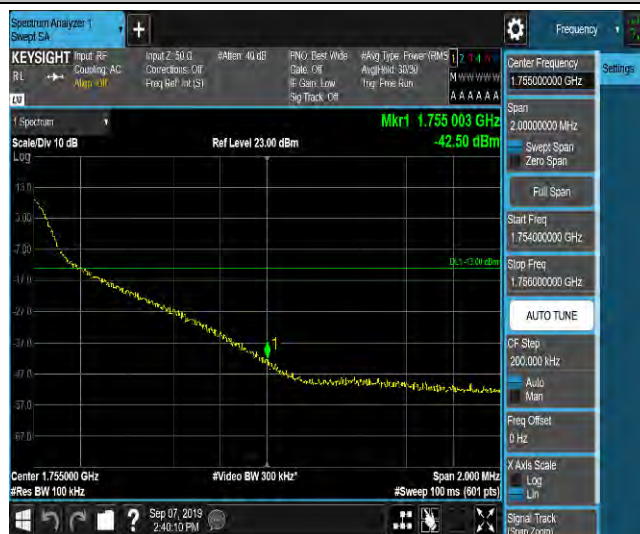 Spectrum Analyzer 1
Swept SA
+
Frequency
KEYSIGHT
Input: RF
Coupling: AC
Align: Off
RL
Input Z: 50 Ω
Corrections: Off
Freq Ref: Int (S)
#Atten: 40 dB
PNO: Best Wide
Gate: Off
IF Gain: Low
Sig Track: Off
#Avg Type: Power (RMS
Avg|Hold: 30/30
Trig: Free Run
M W W W W W
A A A A A A
LW
1 Spectrum
Scale/Div 10 dB
Ref Level 23.00 dBm
Mkr1 1.755 003 GHz
-42.50 dBm
Log
13.0
3.00
-7.00
-17.0
-27.0
-37.0
-47.0
-57.0
-67.0
DL1 -13.00 dBm
1
Center 1.755000 GHz
#Res BW 100 kHz
#Video BW 300 kHz*
Span 2.000 MHz
#Sweep 100 ms (601 pts)
Sep 07, 2019
2:40:10 PM
?
Center Frequency
1.755000000 GHz
Settings
Span
2.00000000 MHz
Swept Span
Zero Span
Full Span
Start Freq
1.754000000 GHz
Stop Freq
1.756000000 GHz
AUTO TUNE
CF Step
200.000 kHz
Auto
Man
Freq Offset
0 Hz
X Axis Scale
Log
Lin
Signal Track
(Span Zoom)